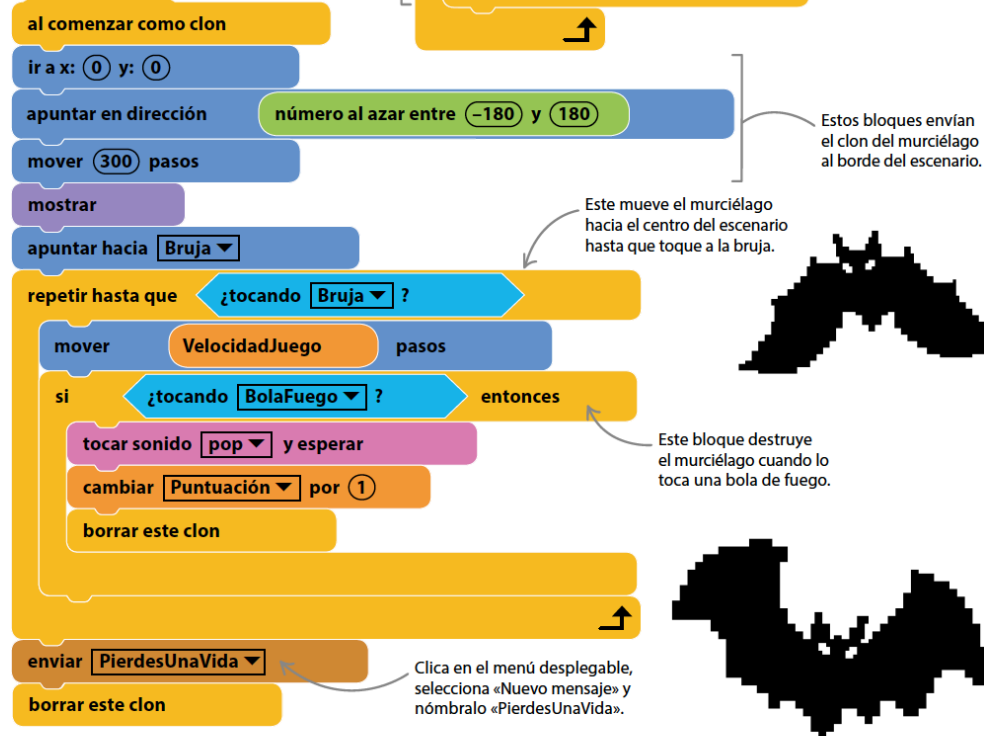 al comenzar como clon
ir a x: 0 y: 0
apuntar en dirección número al azar entre –180 y 180
mover 300 pasos
Estos bloques envían
el clon del murciélago
al borde del escenario.
mostrar
apuntar hacia Bruja
Este mueve el murciélago
hacia el centro del escenario
hasta que toque a la bruja.
repetir hasta que ¿tocando Bruja ?
mover VelocidadJuego pasos
si ¿tocando BolaFuego ? entonces
tocar sonido pop y esperar
cambiar Puntuación por 1
borrar este clon
Este bloque destruye
el murciélago cuando lo
toca una bola de fuego.
enviar PierdesUnaVida
borrar este clon
Clica en el menú desplegable,
selecciona «Nuevo mensaje» y
nómbralo «PierdesUnaVida».